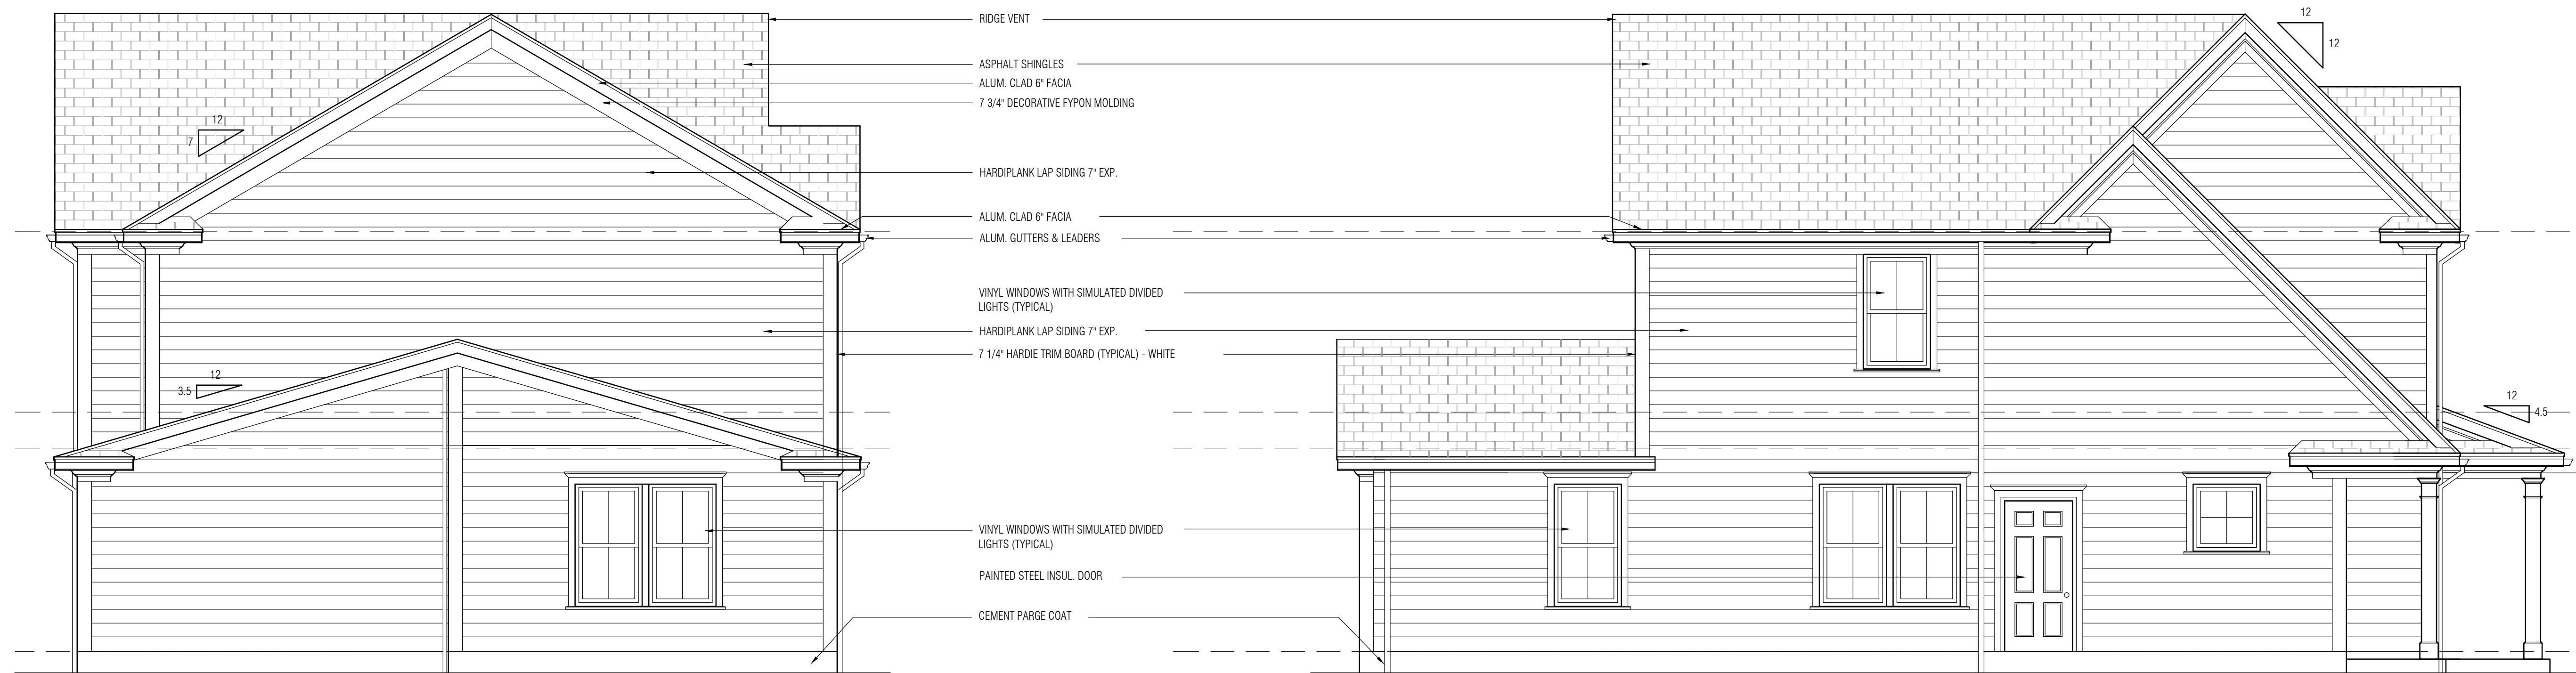 RIDGE VENT
ASPHALT SHINGLES
ALUM. CLAD 6" FACIA
7 3/4" DECORATIVE FYPON MOLDING
HARDIPLANK LAP SIDING 7" EXP.
ALUM. CLAD 6" FACIA
ALUM. GUTTERS & LEADERS
VINYL WINDOWS WITH SIMULATED DIVIDED
LIGHTS (TYPICAL)
HARDIPLANK LAP SIDING 7" EXP.
7 1/4" HARDIE TRIM BOARD (TYPICAL) - WHITE
VINYL WINDOWS WITH SIMULATED DIVIDED
LIGHTS (TYPICAL)
PAINTED STEEL INSUL. DOOR
CEMENT PARGE COAT
12
7
12
3.5
12
12
12
4.5